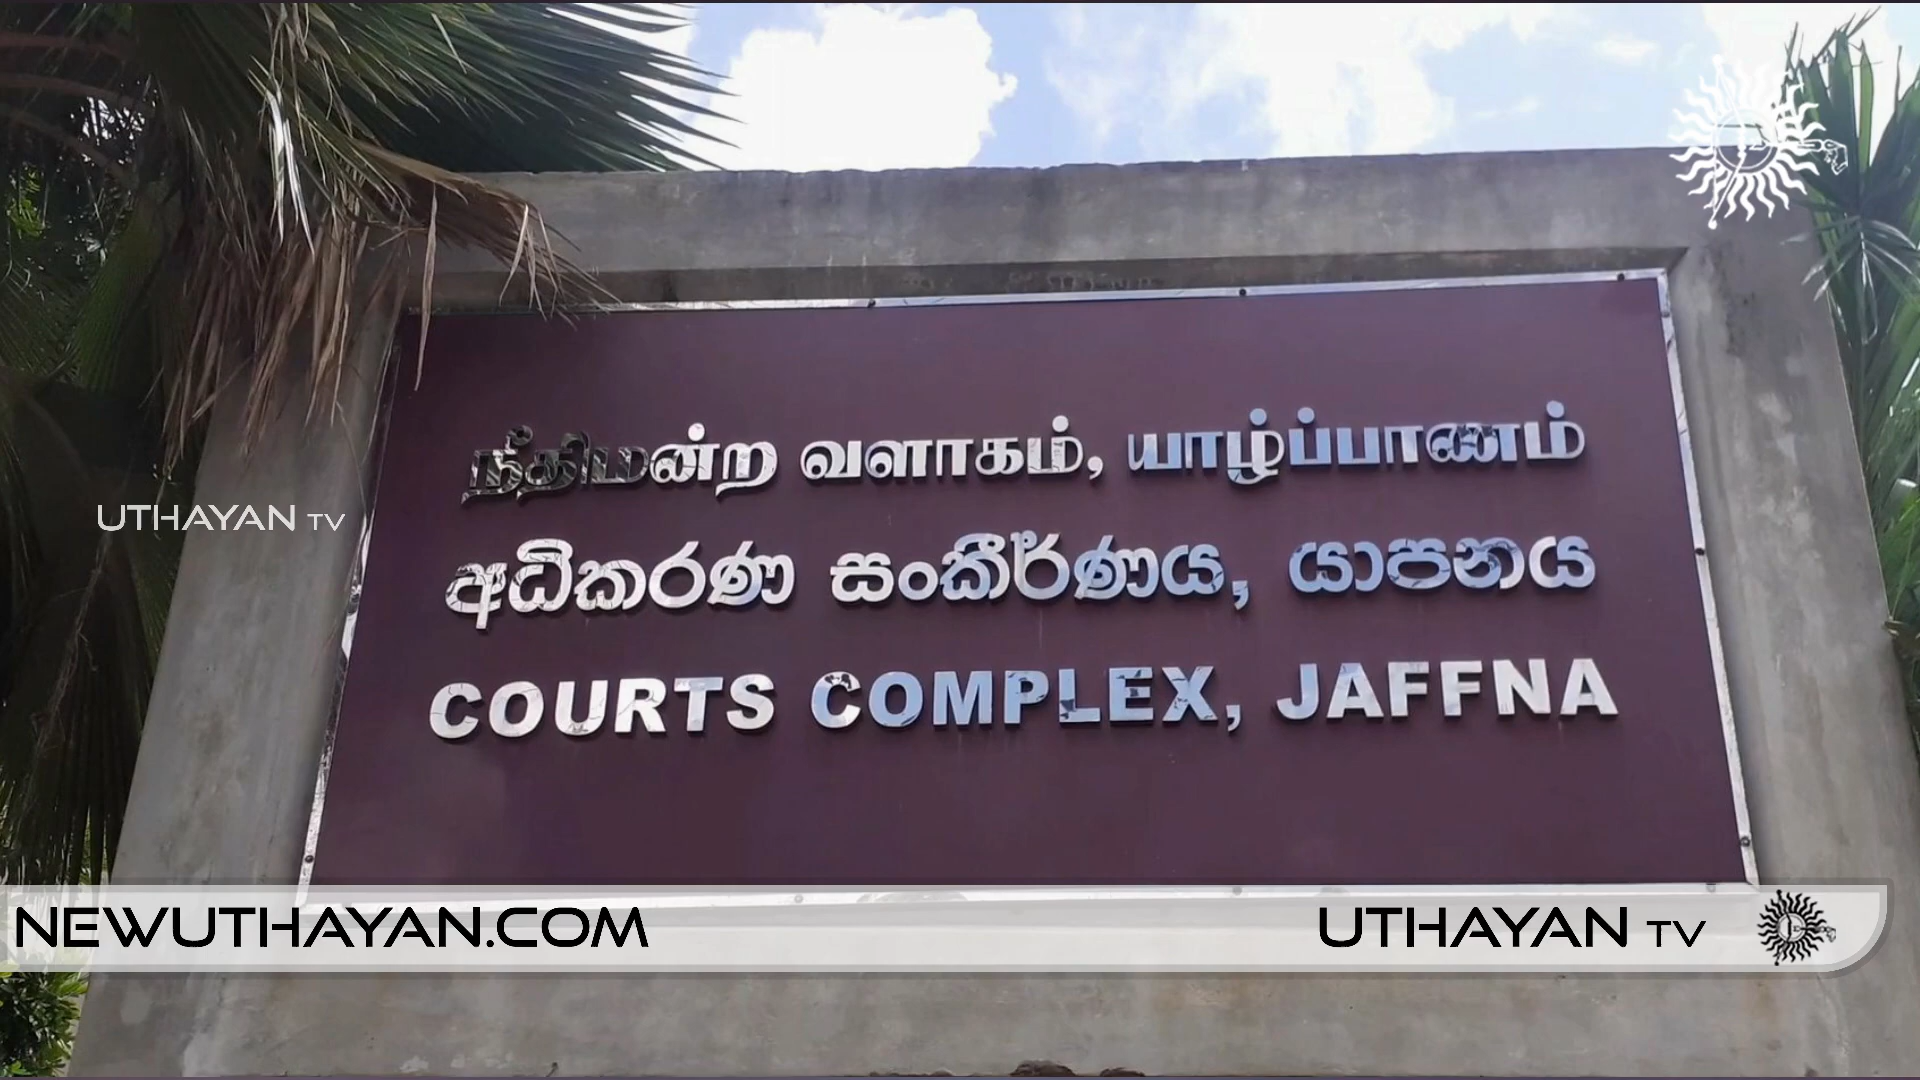 நீதிமன்ற வளாகம், யாழ்ப்பாணம்
අධිකරණ සංකීර්ණය, යාපනය
COURTS COMPLEX, JAFFNA
UTHAYAN TV
NEWUTHAYAN.COM
UTHAYAN TV